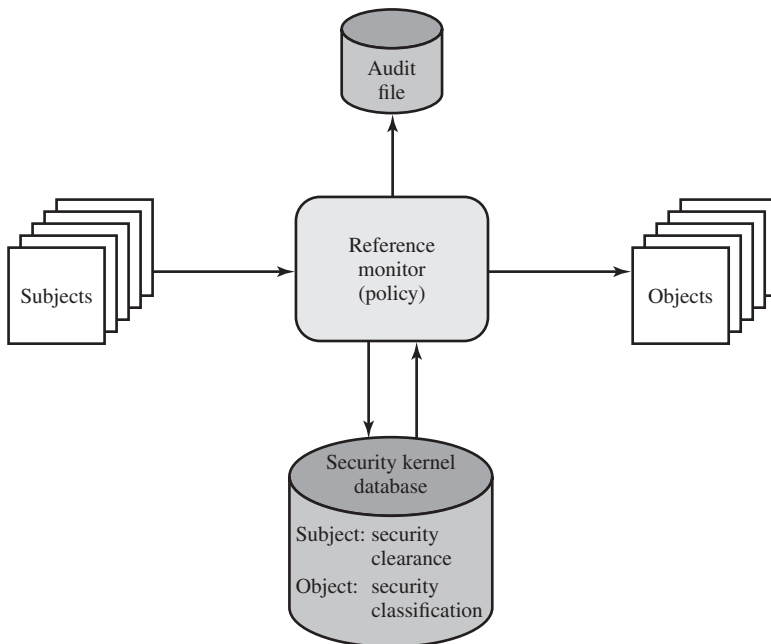 Audit
file
Subjects
Reference
monitor
(policy)
Objects
Security kernel
database
Subject: security
clearance
Object: security
classification